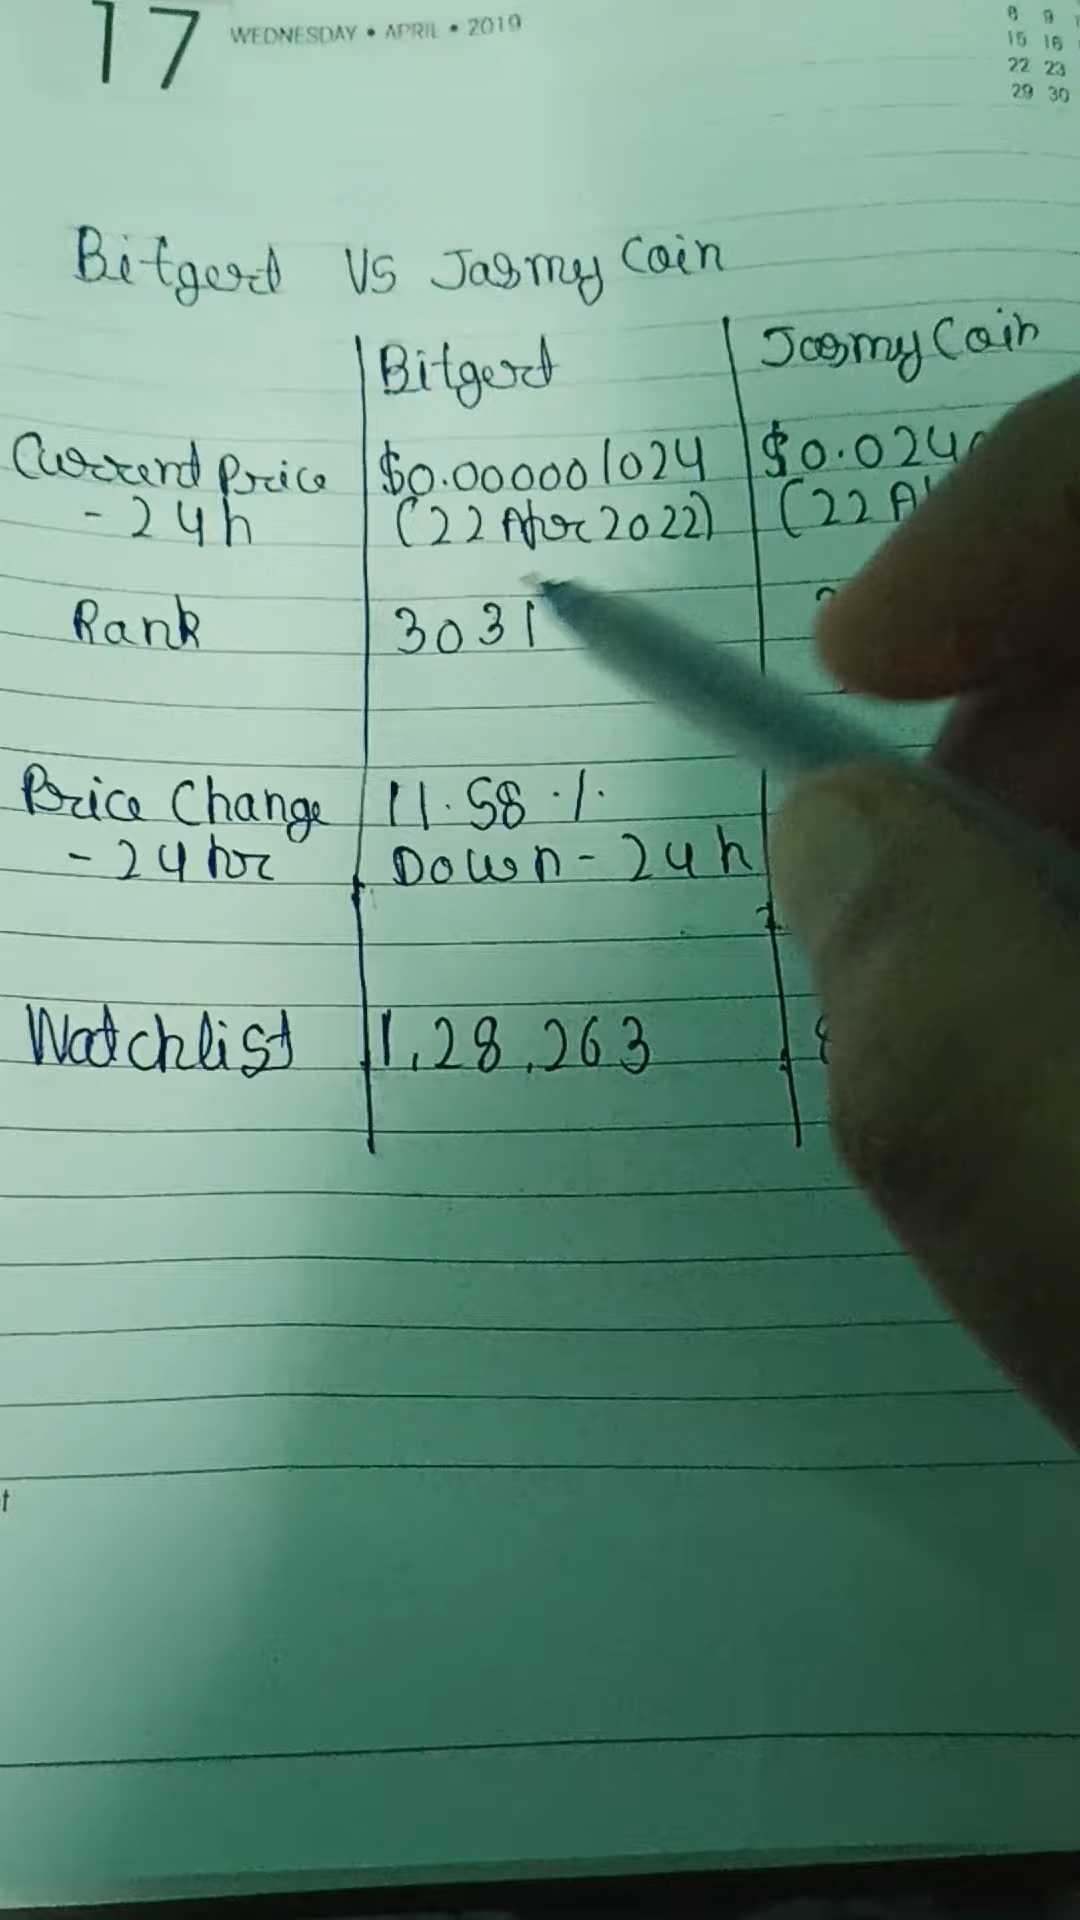 17 WEDNESDAY • APRIL • 2019
8 9
15 16
22 23
29 30
Bitgert VS Jasmy Coin
Bitgert Jasmy Coin
Current Price $0.000001024 $0.024
- 24h (22 Apr 2022) (22 A
Rank 3031
Price Change 11.58 %
- 24 hr Down - 24 h
Watchlist 1,28,263